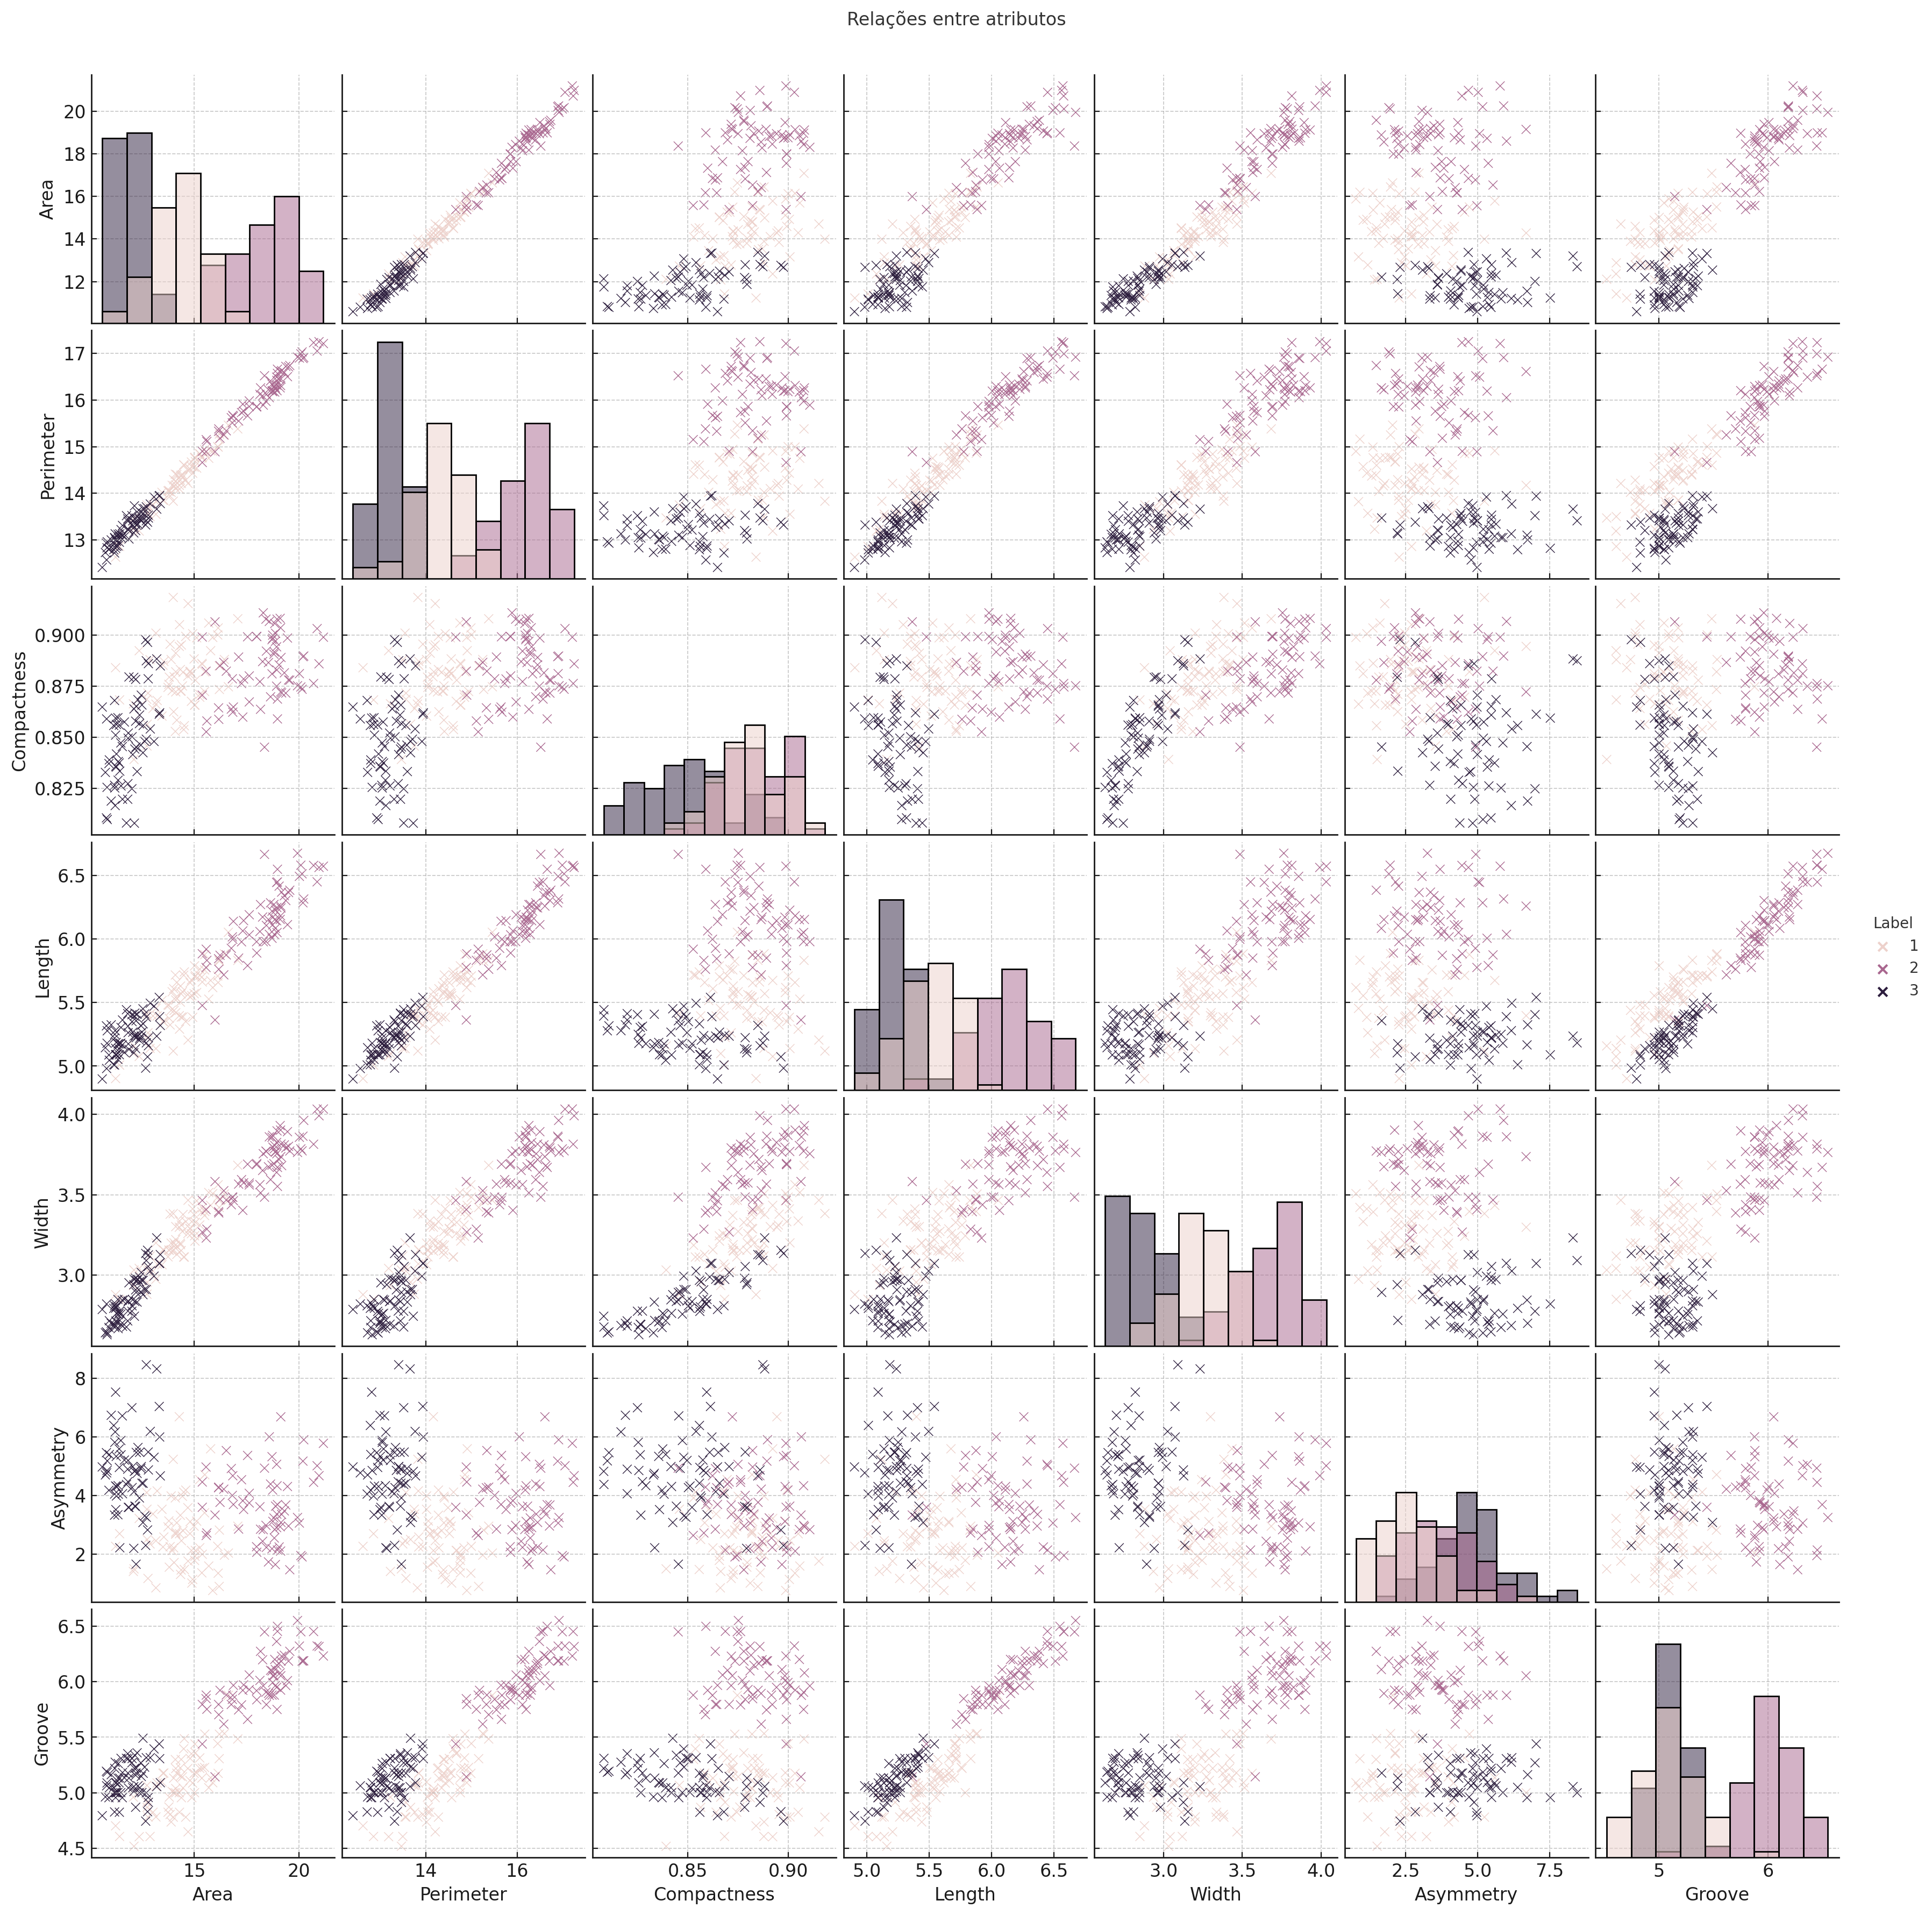 Relações entre atributos
20
18
16
14
12
Area
17
16
15
14
13
Perimeter
0.900
0.875
0.850
0.825
Compactness
6.5
6.0
5.5
5.0
Length
Label
1
2
3
4.0
3.5
3.0
Width
8
6
4
2
Asymmetry
6.5
6.0
5.5
5.0
4.5
Groove
15 20
14 16
0.85 0.90
5.0 5.5 6.0 6.5
3.0 3.5 4.0
2.5 5.0 7.5
5 6
Area
Perimeter
Compactness
Length
Width
Asymmetry
Groove